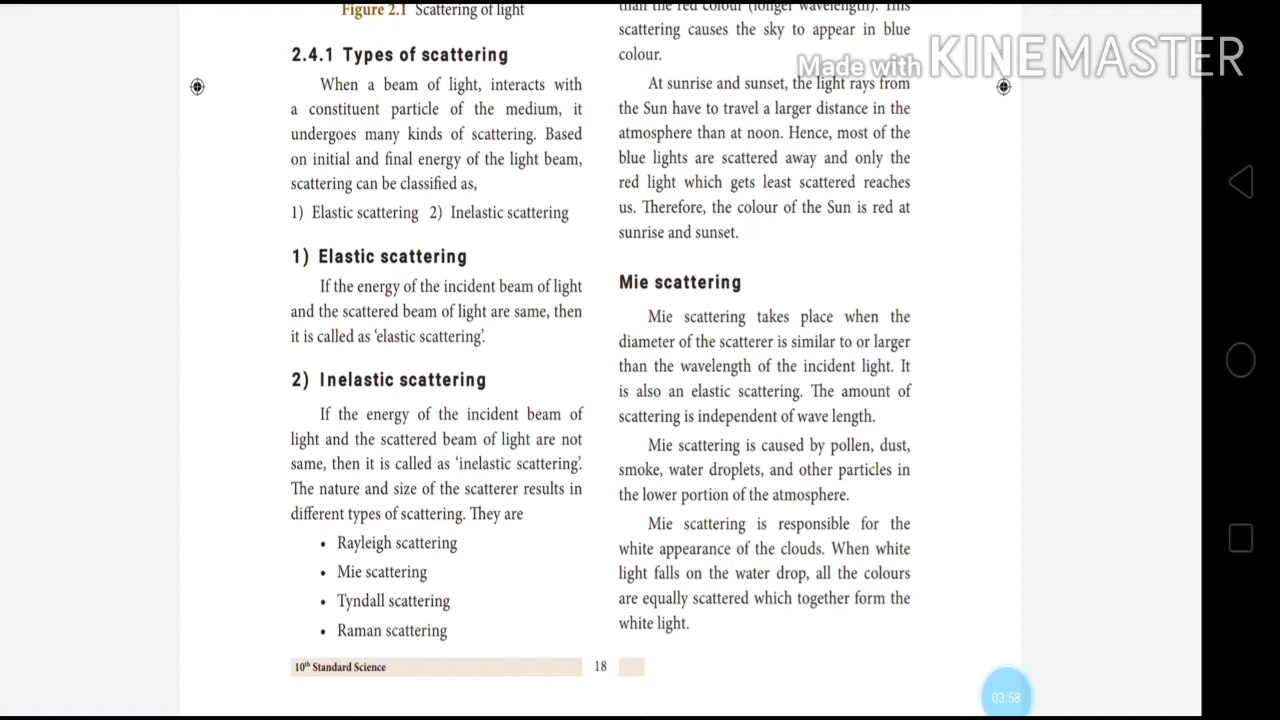 Figure 2.1 Scattering of light
2.4.1 Types of scattering
When a beam of light, interacts with
a constituent particle of the medium, it
undergoes many kinds of scattering. Based
on initial and final energy of the light beam,
scattering can be classified as,
1) Elastic scattering 2) Inelastic scattering
1) Elastic scattering
If the energy of the incident beam of light
and the scattered beam of light are same, then
it is called as ‘elastic scattering’.
2) Inelastic scattering
If the energy of the incident beam of
light and the scattered beam of light are not
same, then it is called as ‘inelastic scattering’.
The nature and size of the scatterer results in
different types of scattering. They are
• Rayleigh scattering
• Mie scattering
• Tyndall scattering
• Raman scattering
than the red colour (longer wavelength). This
scattering causes the sky to appear in blue
colour.
At sunrise and sunset, the light rays from
the Sun have to travel a larger distance in the
atmosphere than at noon. Hence, most of the
blue lights are scattered away and only the
red light which gets least scattered reaches
us. Therefore, the colour of the Sun is red at
sunrise and sunset.
Mie scattering
Mie scattering takes place when the
diameter of the scatterer is similar to or larger
than the wavelength of the incident light. It
is also an elastic scattering. The amount of
scattering is independent of wave length.
Mie scattering is caused by pollen, dust,
smoke, water droplets, and other particles in
the lower portion of the atmosphere.
Mie scattering is responsible for the
white appearance of the clouds. When white
light falls on the water drop, all the colours
are equally scattered which together form the
white light.
10th Standard Science
18
Made with KINEMASTER
03:58